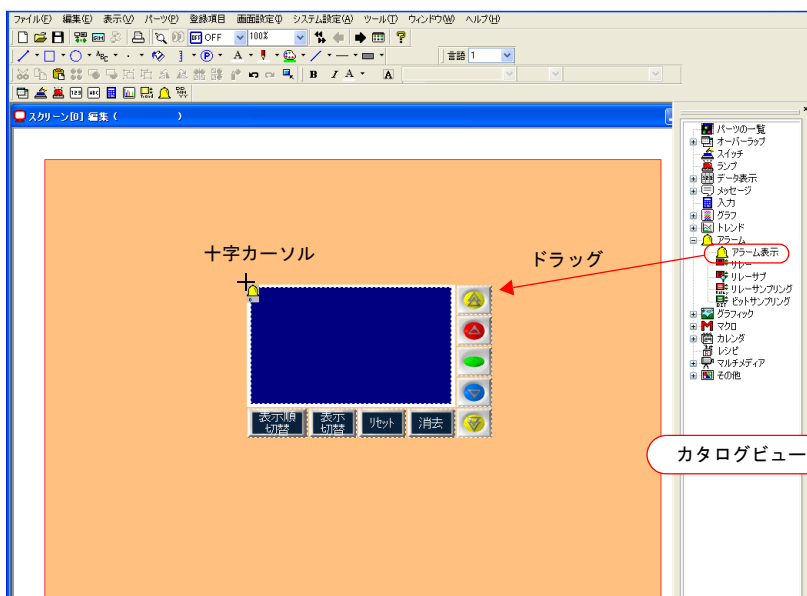 ファイル(F) 編集(E) 表示(V) パーツ(P) 登録項目 画面設定(I) システム設定(A) ツール(T) ウィンドウ(W) ヘルプ(H)
OFF 100%
ABC A 言語 1
B I A A
スクリーン[0] 編集 ( )
パーツの一覧
オーバーラップ
スイッチ
ランプ
データ表示
メッセージ
入力
グラフ
トレンド
アラーム
アラーム表示
リレー
リレーサブ
リレーサンプリング
ビットサンプリング
グラフィック
マクロ
カレンダ
レシピ
マルチメディア
その他
十字カーソル
ドラッグ
表示順
切替
表示
切替
リセット
消去
カタログビュー